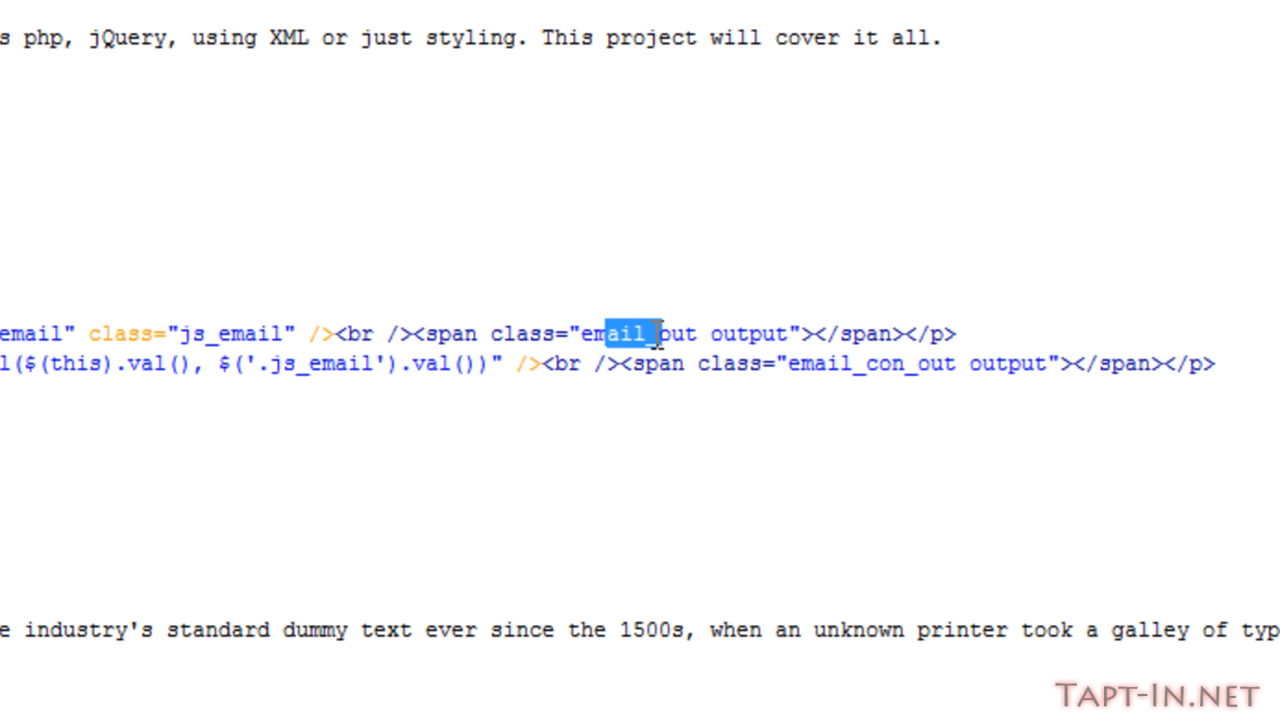 s php, jQuery, using XML or just styling. This project will cover it all.
email" class="js_email" /><br /><span class="email_out output"></span></p>
l($(this).val(), $('.js_email').val())" /><br /><span class="email_con_out output"></span></p>
e industry's standard dummy text ever since the 1500s, when an unknown printer took a galley of typ
Tapt-In.net